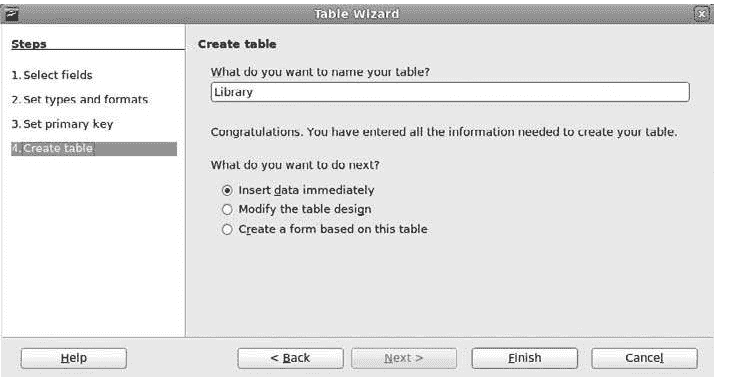 Table Wizard
Steps
1. Select fields
2. Set types and formats
3. Set primary key
4. Create table
Create table
What do you want to name your table?
Library
Congratulations. You have entered all the information needed to create your table.
What do you want to do next?
Insert data immediately
Modify the table design
Create a form based on this table
Help
< Back
Next >
Finish
Cancel